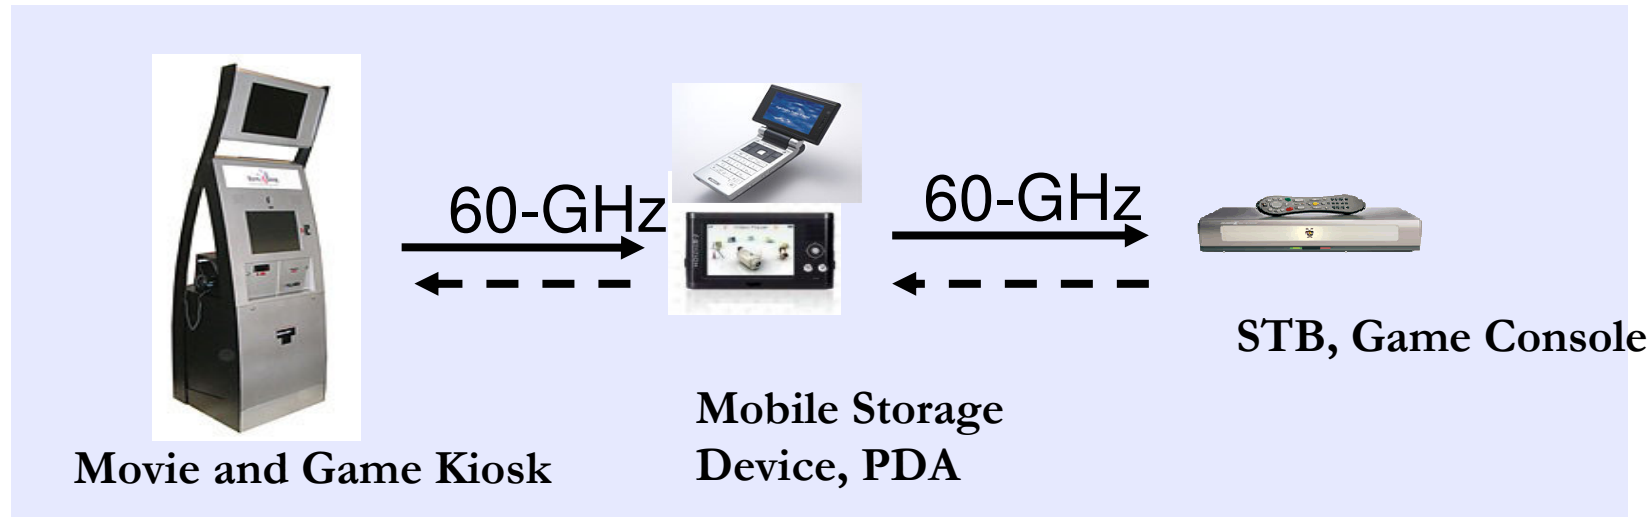 60-GHz
60-GHz
STB, Game Console
Mobile Storage
Device, PDA
Movie and Game Kiosk